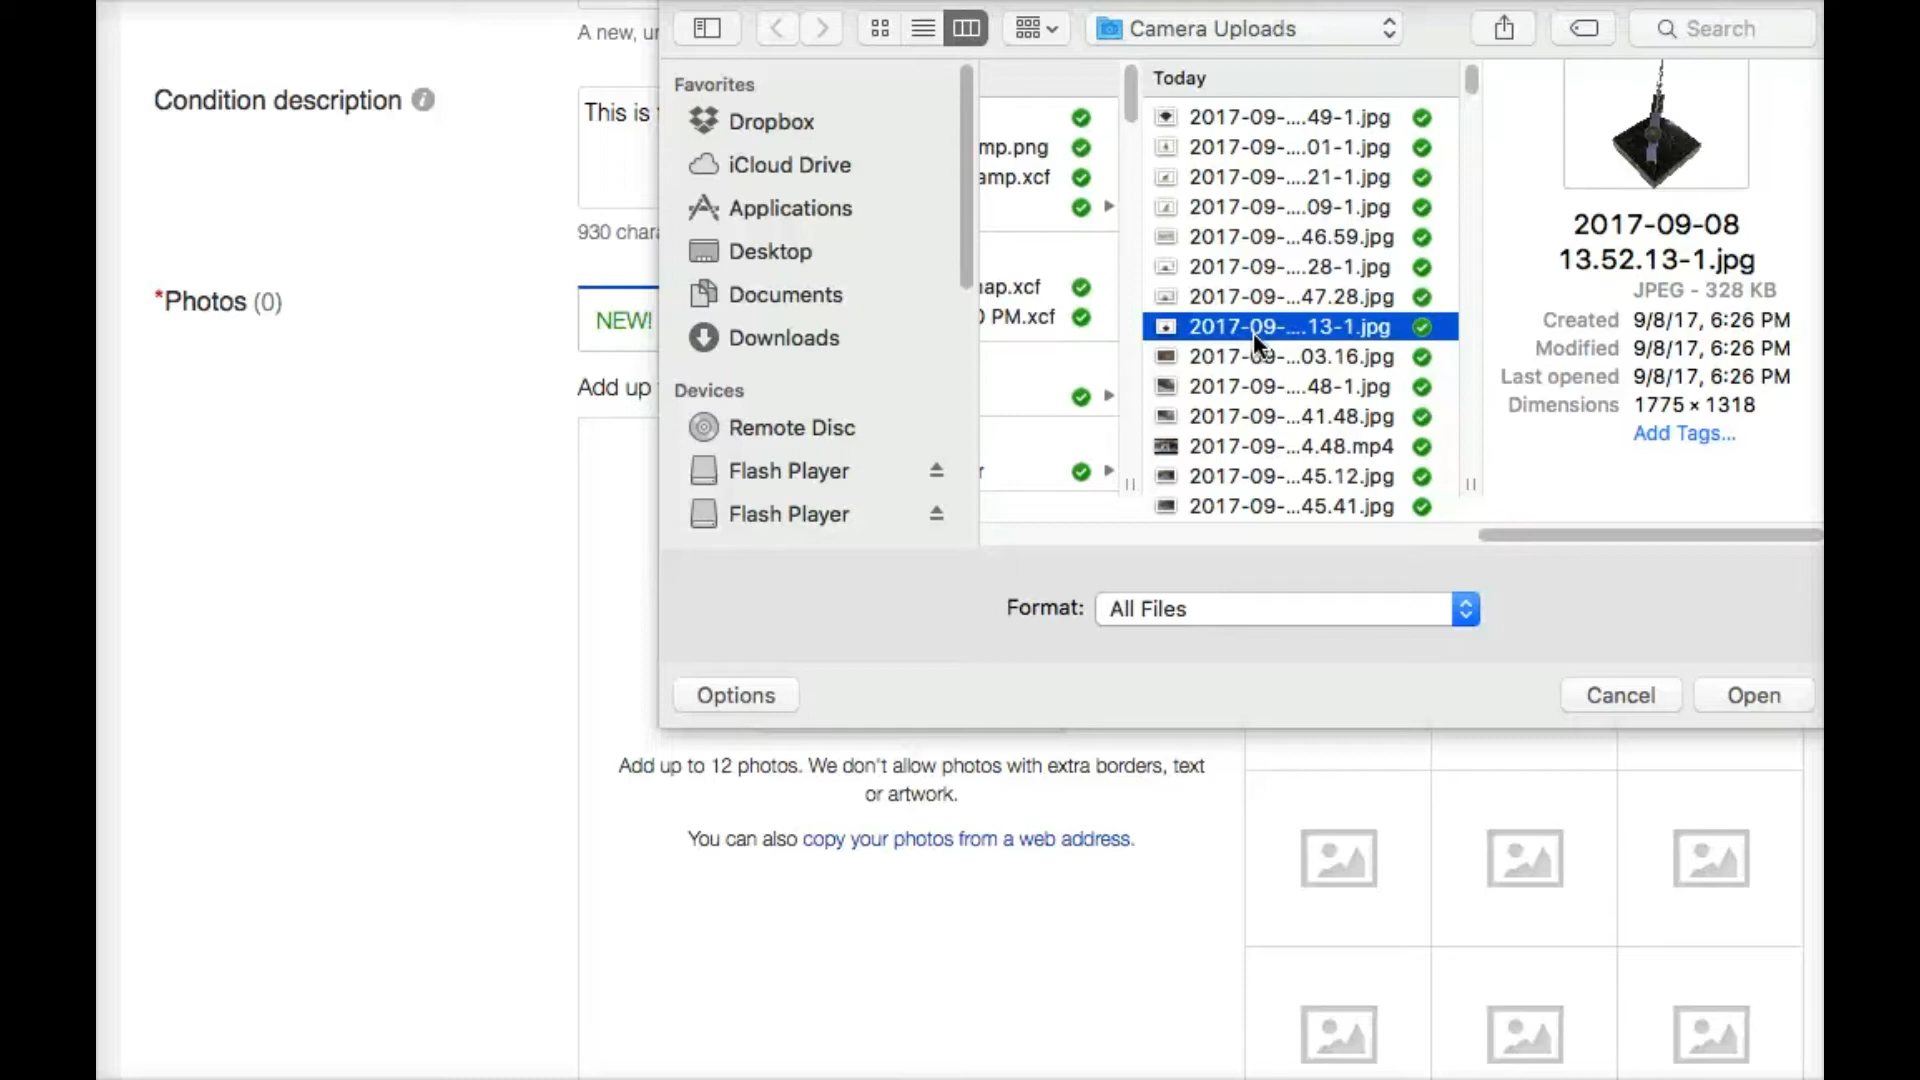 A new, u
Condition description
This is
930 chara
*Photos (0)
NEW!
Add up
Camera Uploads
Search
Favorites
Dropbox
iCloud Drive
Applications
Desktop
Documents
Downloads
Devices
Remote Disc
Flash Player
Flash Player
mp.png
amp.xcf
ap.xcf
PM.xcf
Today
2017-09-....49-1.jpg
2017-09-....01-1.jpg
2017-09-....21-1.jpg
2017-09-....09-1.jpg
2017-09-...46.59.jpg
2017-09-....28-1.jpg
2017-09-...47.28.jpg
2017-09-....13-1.jpg
2017-09-...03.16.jpg
2017-09-....48-1.jpg
2017-09-...41.48.jpg
2017-09-...4.48.mp4
2017-09-...45.12.jpg
2017-09-...45.41.jpg
2017-09-08
13.52.13-1.jpg
JPEG - 328 KB
Created 9/8/17, 6:26 PM
Modified 9/8/17, 6:26 PM
Last opened 9/8/17, 6:26 PM
Dimensions 1775 × 1318
Add Tags...
Format: All Files
Options
Cancel
Open
Add up to 12 photos. We don't allow photos with extra borders, text
or artwork.
You can also copy your photos from a web address.